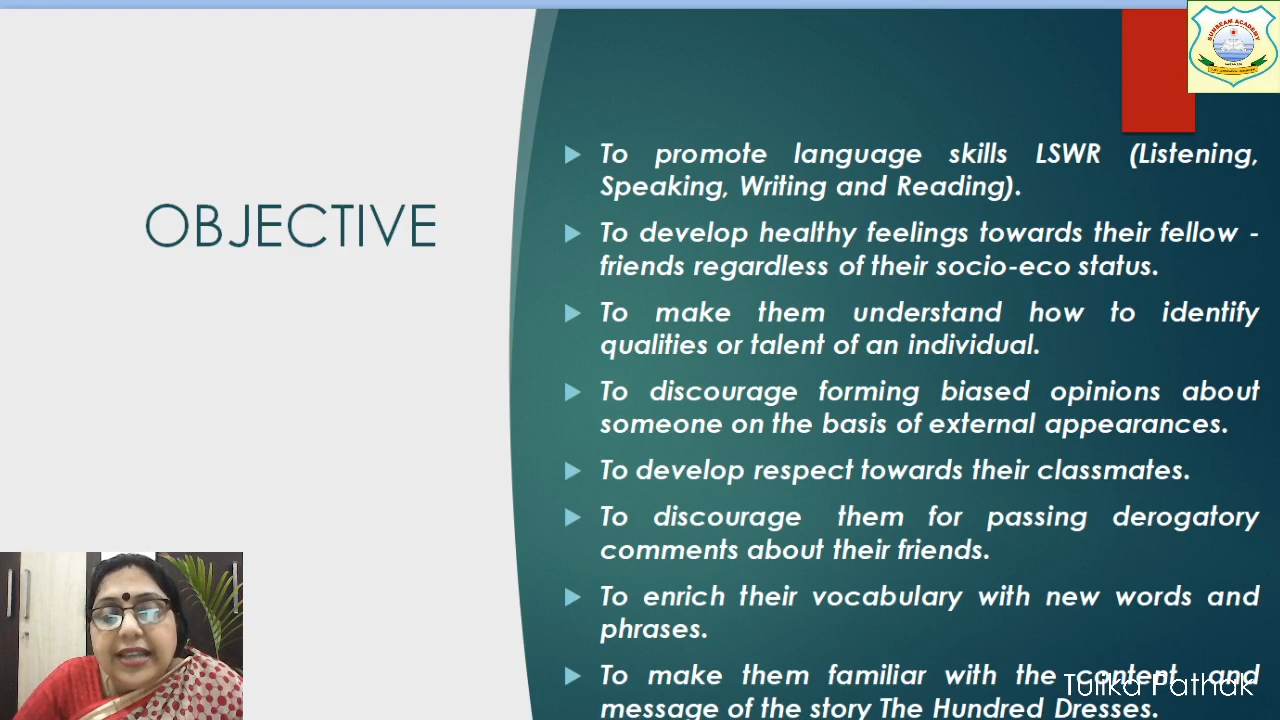 SUNBEAM ACADEMY
OBJECTIVE
To promote language skills LSWR (Listening,
Speaking, Writing and Reading).
To develop healthy feelings towards their fellow -
friends regardless of their socio-eco status.
To make them understand how to identify
qualities or talent of an individual.
To discourage forming biased opinions about
someone on the basis of external appearances.
To develop respect towards their classmates.
To discourage them for passing derogatory
comments about their friends.
To enrich their vocabulary with new words and
phrases.
To make them familiar with the content and
message of the story The Hundred Dresses.
Tulika Pathak